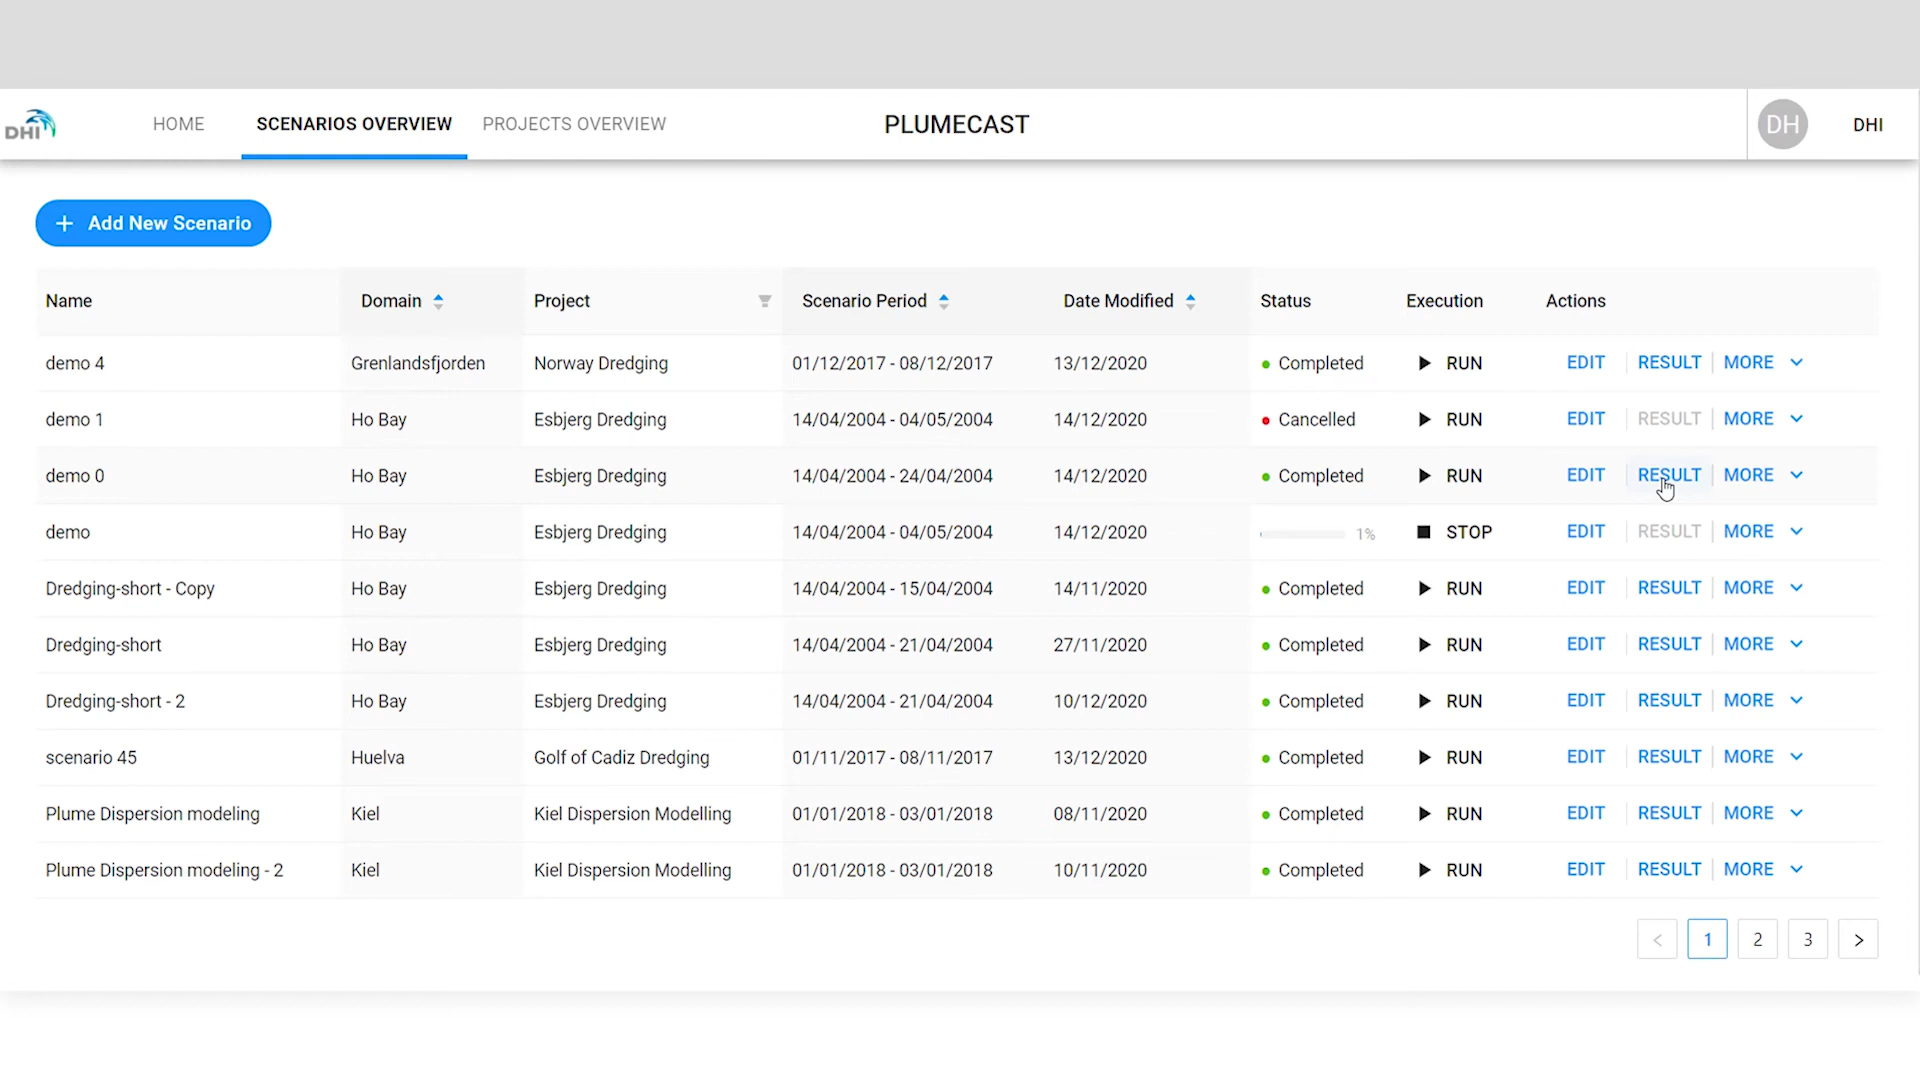 DHI HOME SCENARIOS OVERVIEW PROJECTS OVERVIEW PLUMECAST DH DHI
+ Add New Scenario
Name Domain Project Scenario Period Date Modified Status Execution Actions
demo 4 Grenlandsfjorden Norway Dredging 01/12/2017 - 08/12/2017 13/12/2020 Completed RUN EDIT RESULT MORE
demo 1 Ho Bay Esbjerg Dredging 14/04/2004 - 04/05/2004 14/12/2020 Cancelled RUN EDIT RESULT MORE
demo 0 Ho Bay Esbjerg Dredging 14/04/2004 - 24/04/2004 14/12/2020 Completed RUN EDIT RESULT MORE
demo Ho Bay Esbjerg Dredging 14/04/2004 - 04/05/2004 14/12/2020 1% STOP EDIT RESULT MORE
Dredging-short - Copy Ho Bay Esbjerg Dredging 14/04/2004 - 15/04/2004 14/11/2020 Completed RUN EDIT RESULT MORE
Dredging-short Ho Bay Esbjerg Dredging 14/04/2004 - 21/04/2004 27/11/2020 Completed RUN EDIT RESULT MORE
Dredging-short - 2 Ho Bay Esbjerg Dredging 14/04/2004 - 21/04/2004 10/12/2020 Completed RUN EDIT RESULT MORE
scenario 45 Huelva Golf of Cadiz Dredging 01/11/2017 - 08/11/2017 13/12/2020 Completed RUN EDIT RESULT MORE
Plume Dispersion modeling Kiel Kiel Dispersion Modelling 01/01/2018 - 03/01/2018 08/11/2020 Completed RUN EDIT RESULT MORE
Plume Dispersion modeling - 2 Kiel Kiel Dispersion Modelling 01/01/2018 - 03/01/2018 10/11/2020 Completed RUN EDIT RESULT MORE
< 1 2 3 >